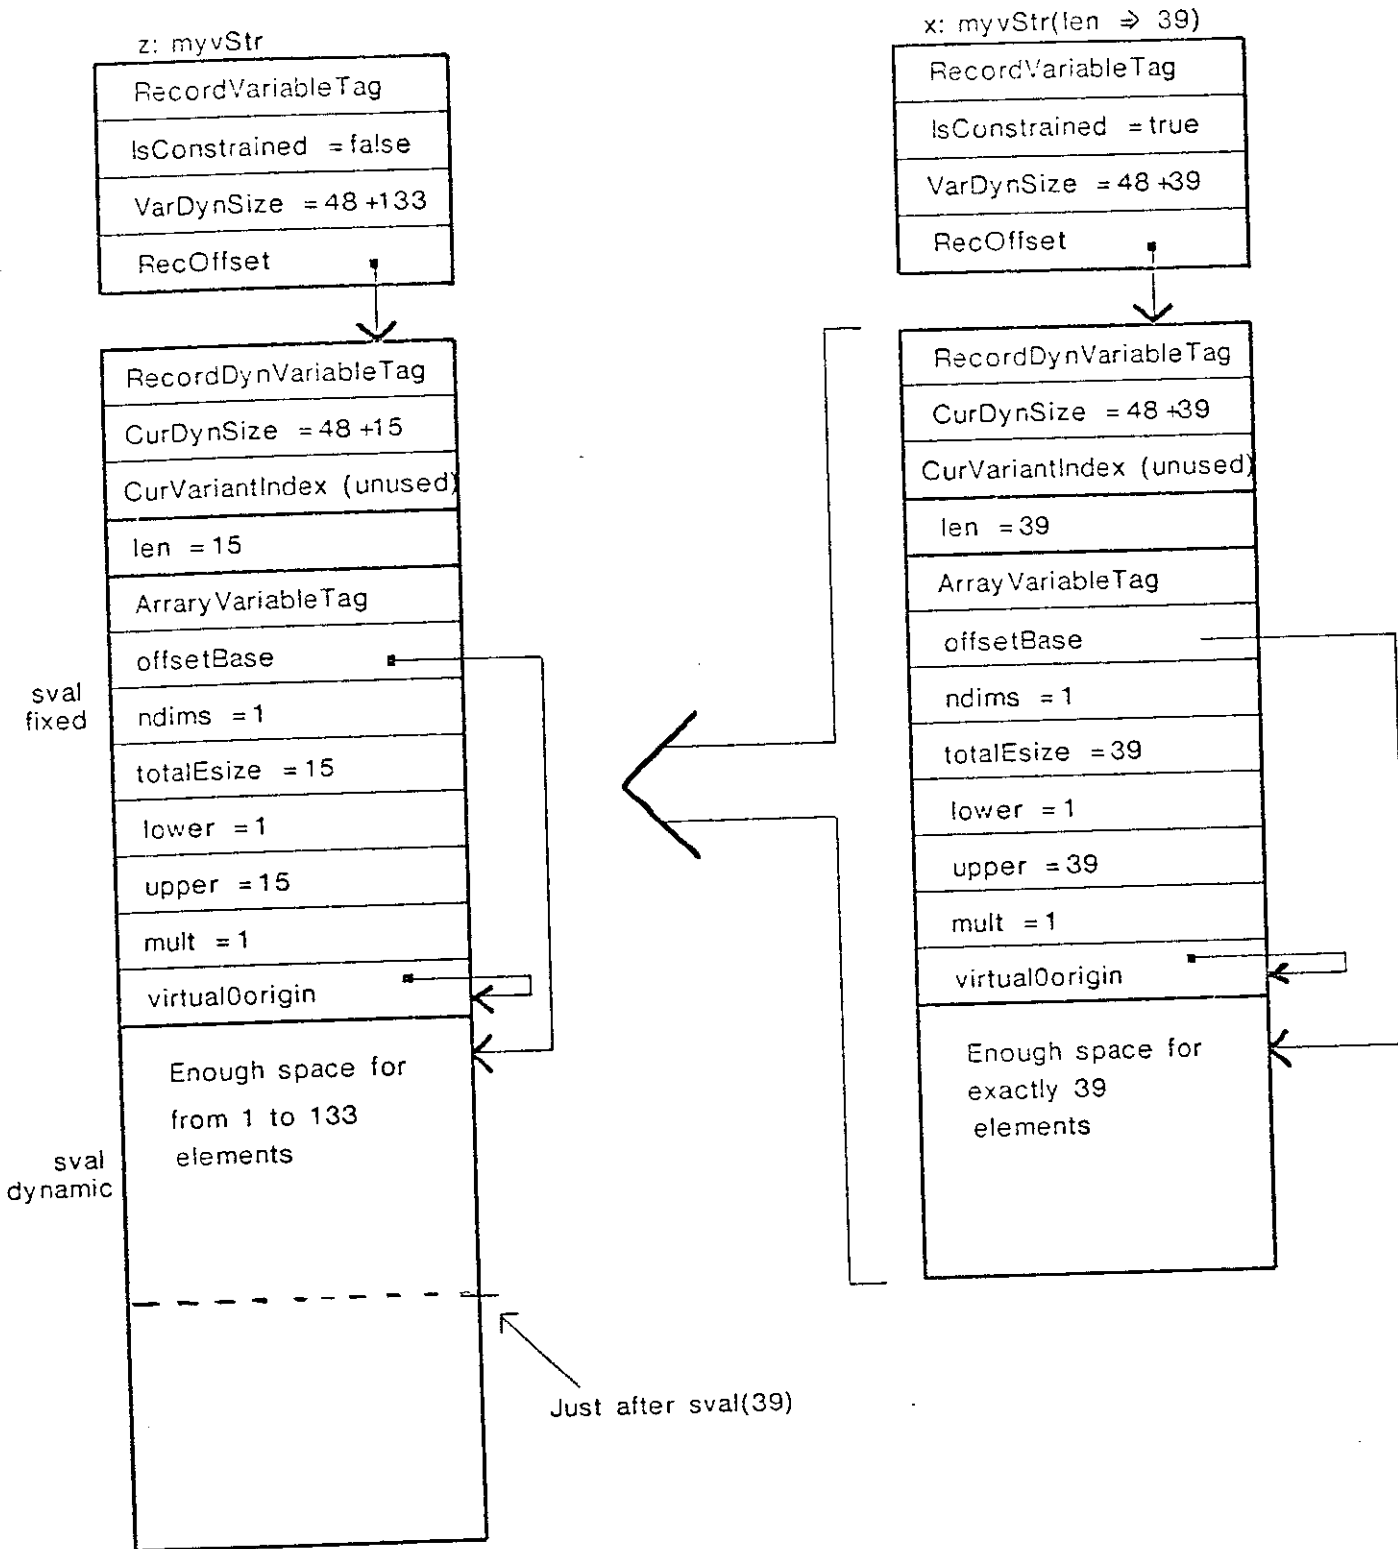 z: myvStr
RecordVariableTag
IsConstrained =false
VarDynSize =48+133
RecOffset
RecordDynVariableTag
CurDynSize =48+15
CurVariantIndex (unused)
len =15
ArraryVariableTag
offsetBase
ndims =1
totalEsize =15
lower =1
upper =15
mult =1
virtual0origin
sval
fixed
Enough space for
from 1 to 133
elements
sval
dynamic
Just after sval(39)
x: myvStr(len ⇒ 39)
RecordVariableTag
IsConstrained =true
VarDynSize =48+39
RecOffset
RecordDynVariableTag
CurDynSize =48+39
CurVariantIndex (unused)
len =39
ArrayVariableTag
offsetBase
ndims =1
totalEsize =39
lower =1
upper =39
mult =1
virtual0origin
Enough space for
exactly 39
elements